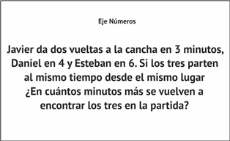 Eje Números
Javier da dos vueltas a la cancha en 3 minutos,
Daniel en 4 y Esteban en 6. Si los tres parten
al mismo tiempo desde el mismo lugar
¿En cuántos minutos más se vuelven a
encontrar los tres en la partida?